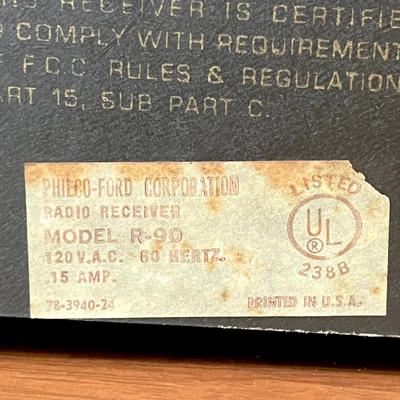 RECEIVER IS CERTIFIE
COMPLY WITH REQUIREMENT
F.C.C. RULES & REGULATION
ART 15, SUB PART C.
PHILCO-FORD CORPORATION
RADIO RECEIVER
MODEL R-90
120 V.A.C. 60 HERTZ.
.15 AMP.
78-3940-24
LISTED
UL
®
238B
PRINTED IN U.S.A.